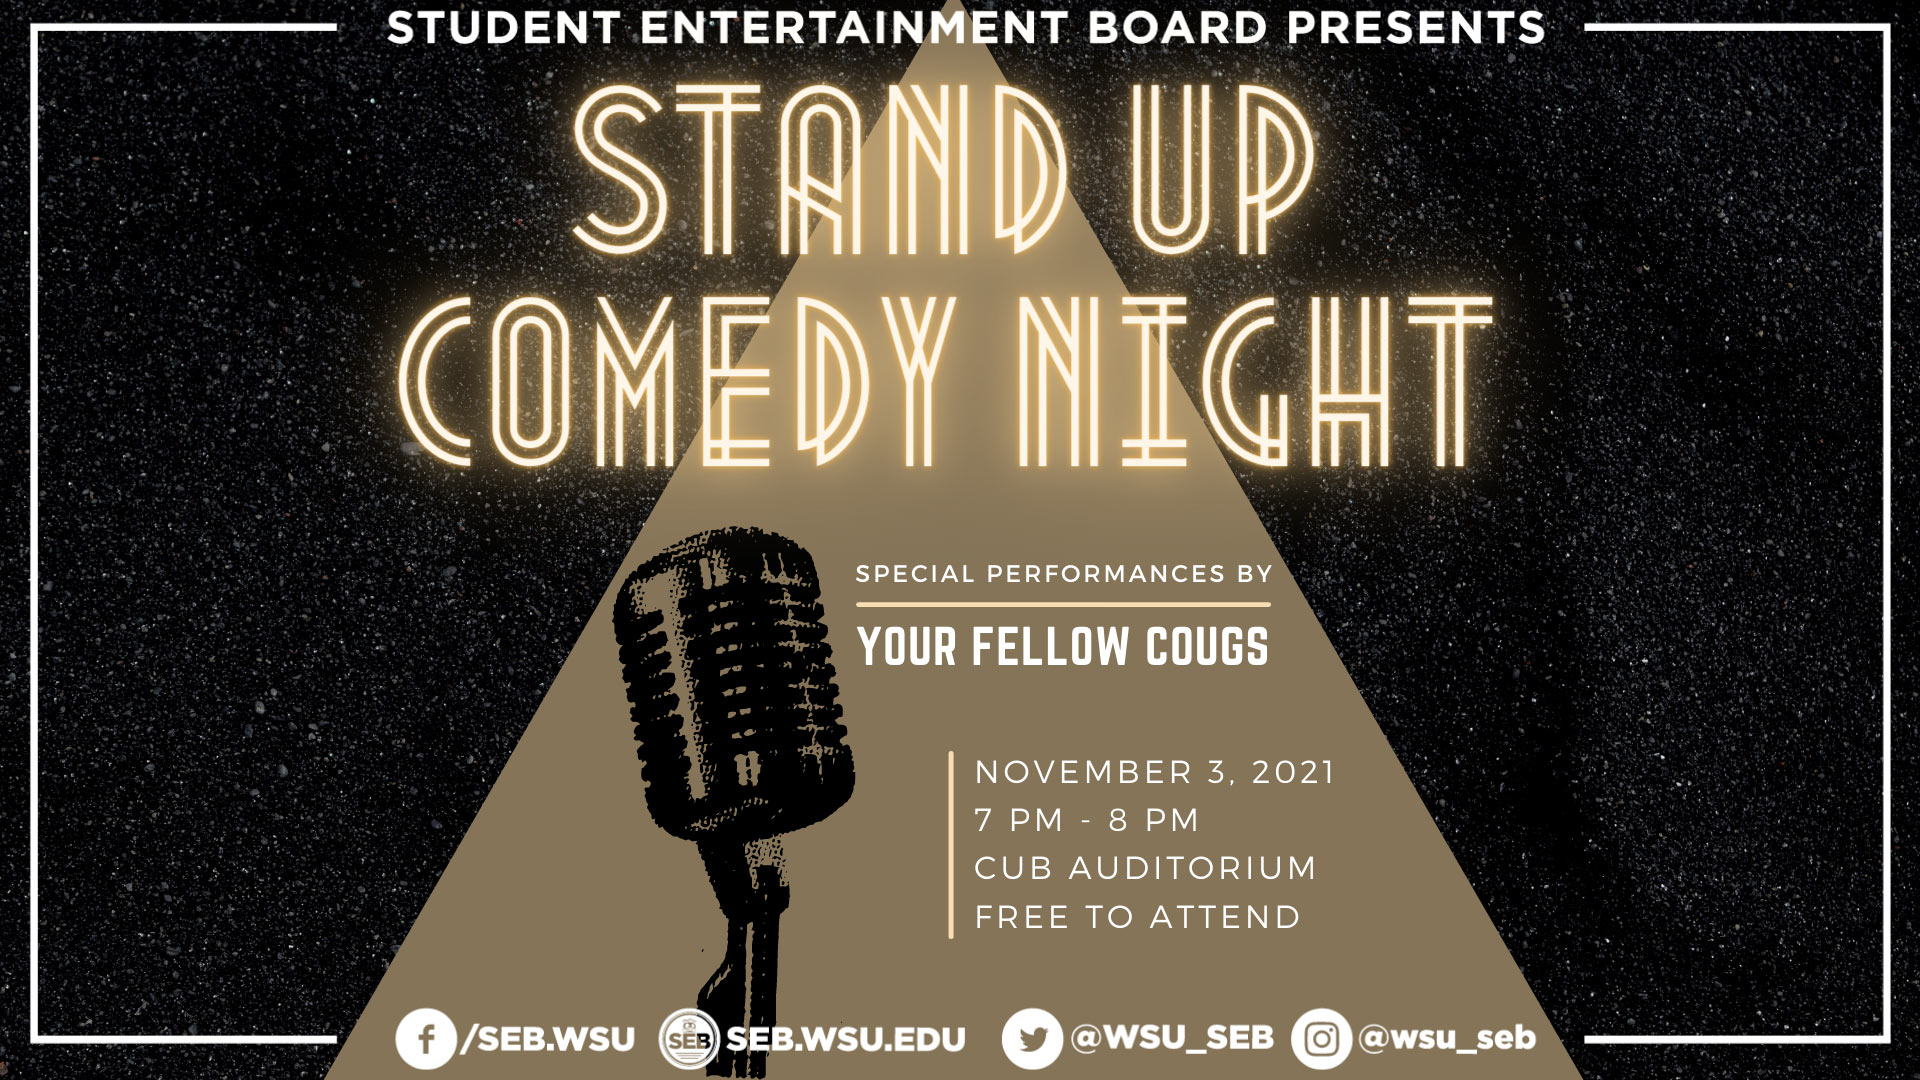 STUDENT ENTERTAINMENT BOARD PRESENTS
STAND UP
COMEDY NIGHT
SPECIAL PERFORMANCES BY
YOUR FELLOW COUGS
NOVEMBER 3, 2021
7 PM - 8 PM
CUB AUDITORIUM
FREE TO ATTEND
f /SEB.WSU SEB SEB.WSU.EDU @WSU_SEB @wsu_seb